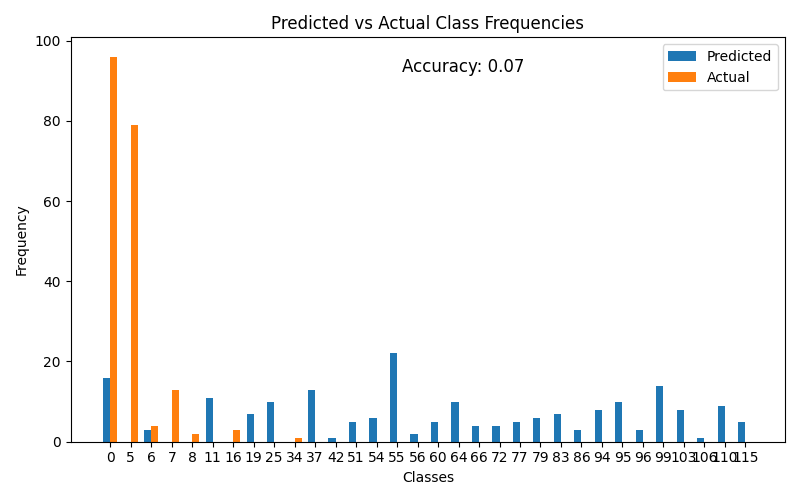 Predicted vs Actual Class Frequencies
Accuracy: 0.07
Predicted
Actual
100
80
60
40
20
0
Frequency
0 5 6 7 8 11 16 19 25 34 37 42 51 54 55 56 60 64 66 72 77 79 83 86 94 95 96 99 103 106 110 115
Classes